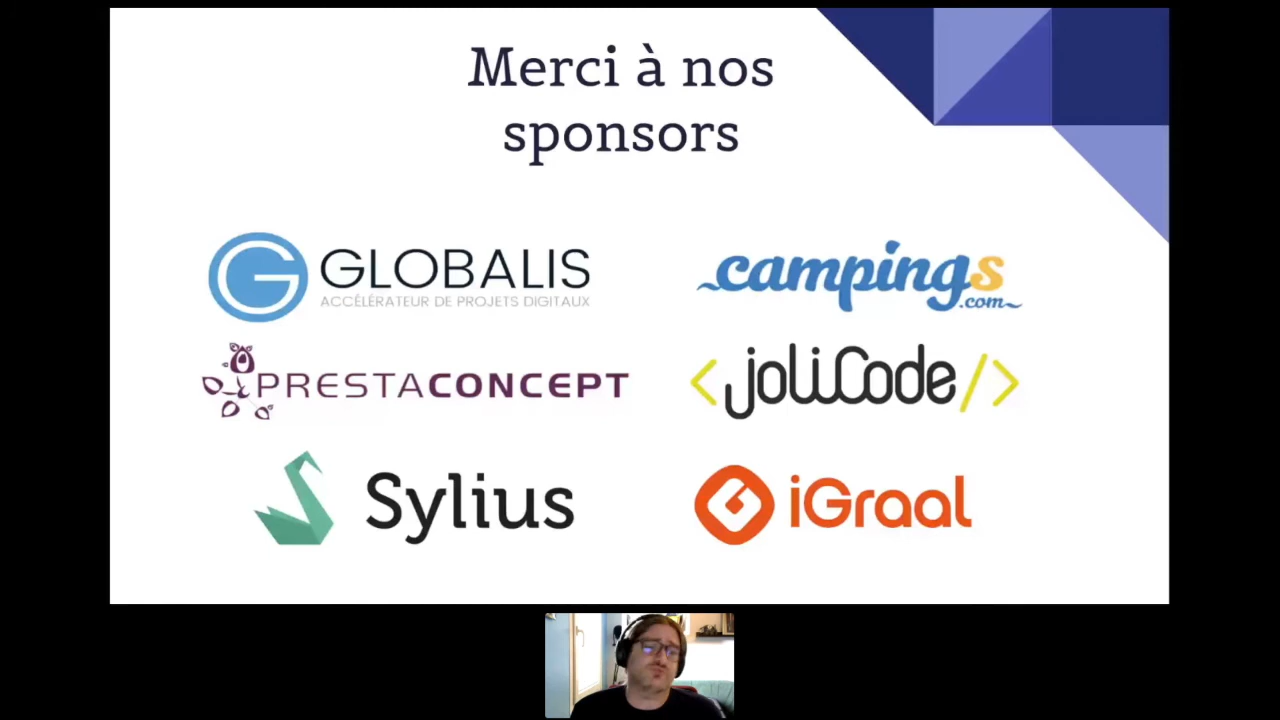 Merci à nos
sponsors
GLOBALIS
ACCÉLÉRATEUR DE PROJETS DIGITAUX
campings
.com
PRESTACONCEPT
<joliCode/>
Sylius
iGraal